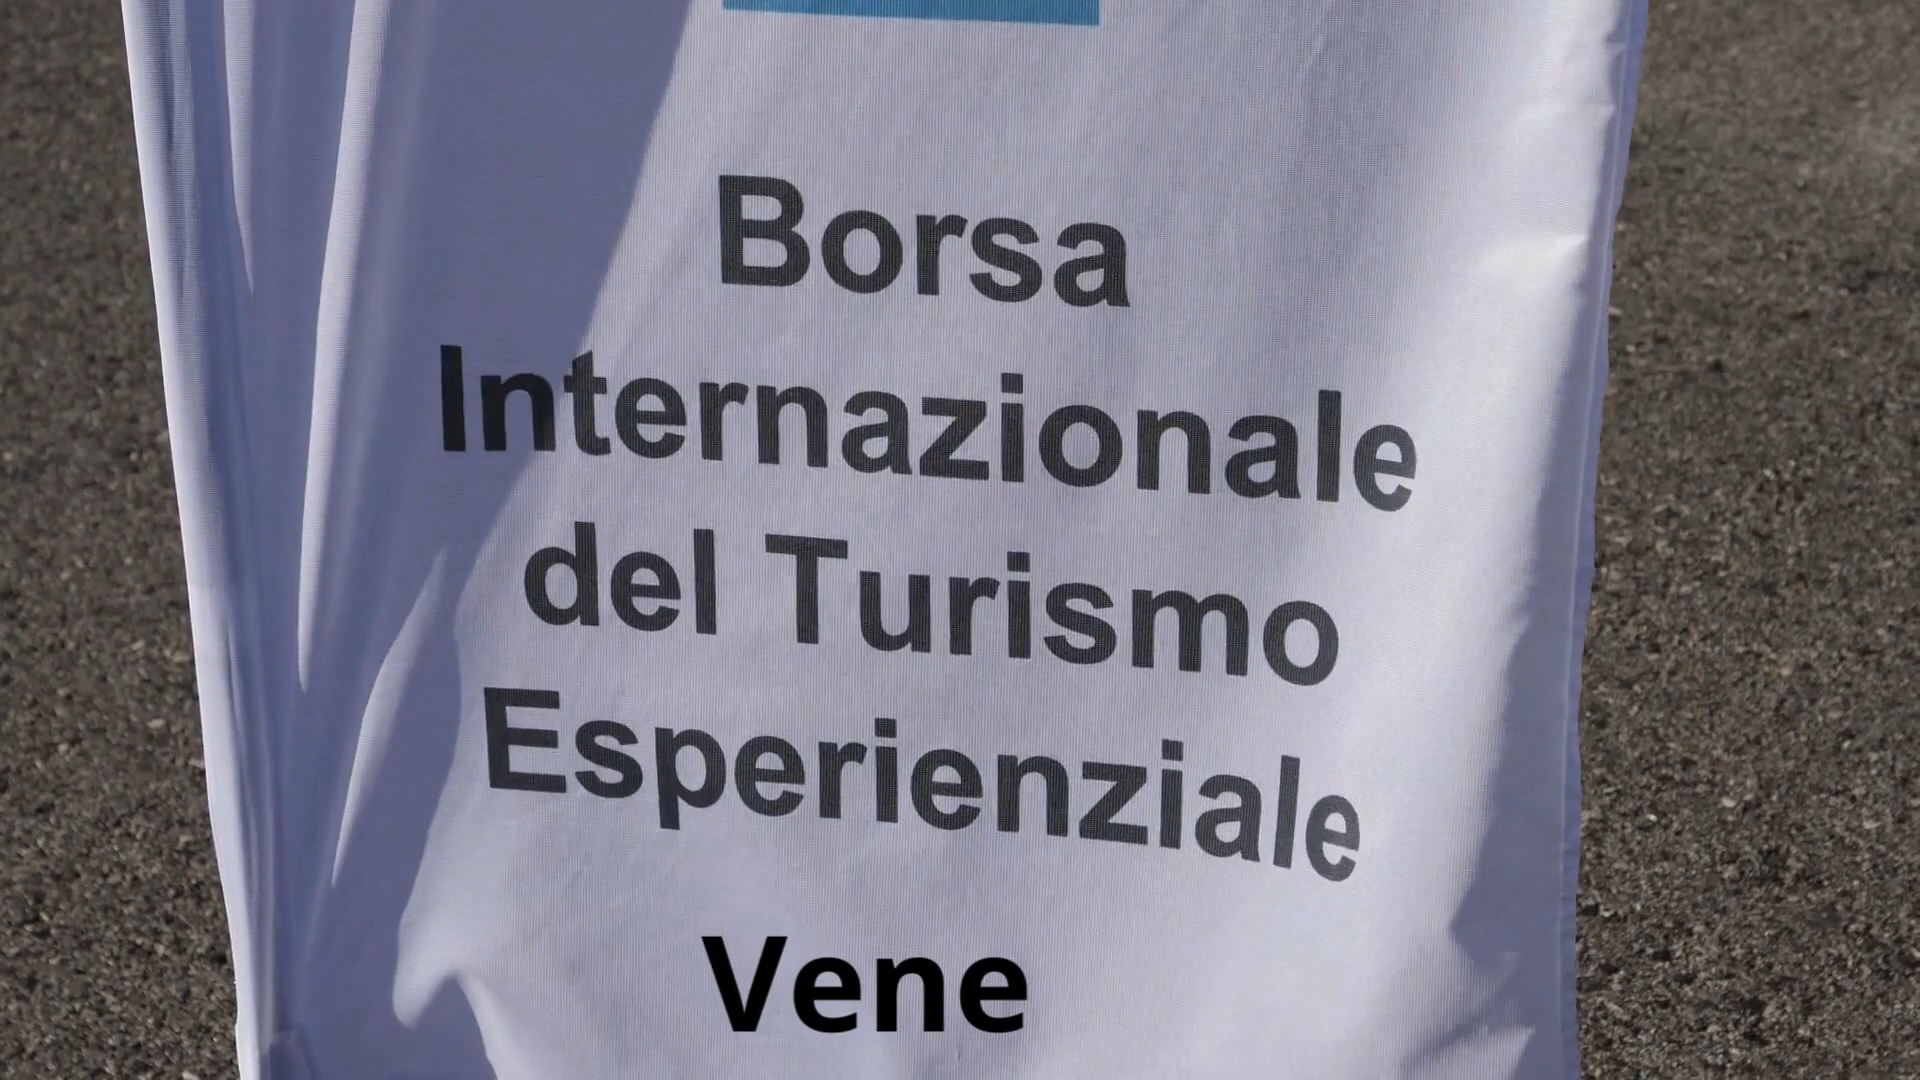 Borsa
Internazionale
del Turismo
Esperienziale
Vene